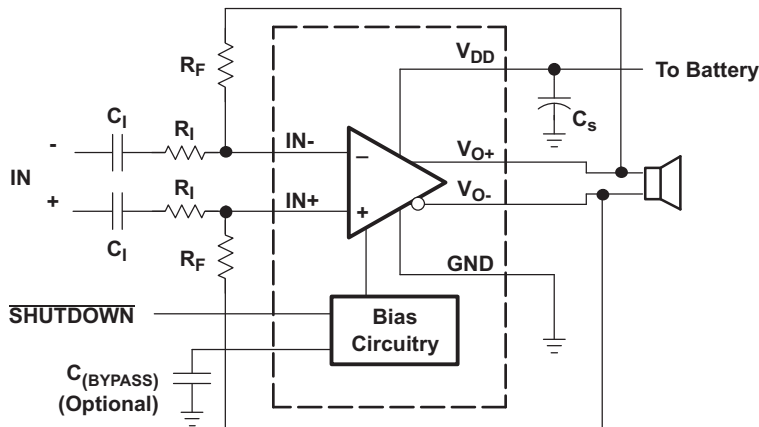 V_DD
R_F
To Battery
C_I
C_s
R_I
-
IN-
–
V_O+
IN
R_I
V_O-
+
IN+
+
C_I
R_F
GND
SHUTDOWN
Bias
Circuitry
C_(BYPASS)
(Optional)